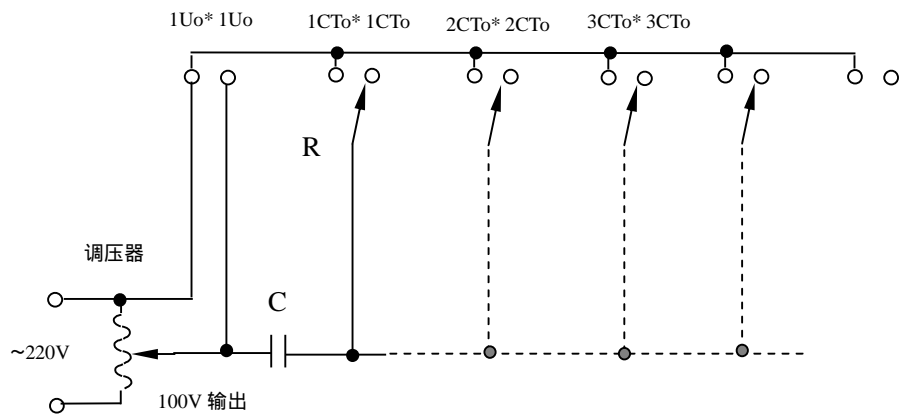 1Uo* 1Uo
1CTo* 1CTo
2CTo* 2CTo
3CTo* 3CTo
R
调压器
C
~220V
100V 输出